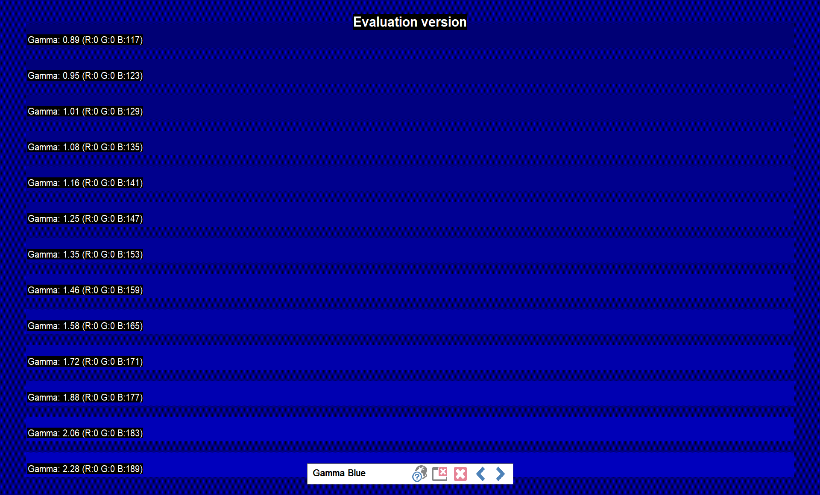 Evaluation version
Gamma: 0.89 (R:0 G:0 B:117)
Gamma: 0.95 (R:0 G:0 B:123)
Gamma: 1.01 (R:0 G:0 B:129)
Gamma: 1.08 (R:0 G:0 B:135)
Gamma: 1.16 (R:0 G:0 B:141)
Gamma: 1.25 (R:0 G:0 B:147)
Gamma: 1.35 (R:0 G:0 B:153)
Gamma: 1.46 (R:0 G:0 B:159)
Gamma: 1.58 (R:0 G:0 B:165)
Gamma: 1.72 (R:0 G:0 B:171)
Gamma: 1.88 (R:0 G:0 B:177)
Gamma: 2.06 (R:0 G:0 B:183)
Gamma: 2.28 (R:0 G:0 B:189)
Gamma Blue